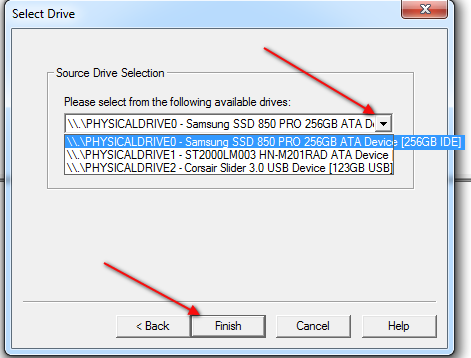 Select Drive
Source Drive Selection
Please select from the following available drives:
\\.\PHYSICALDRIVE0 - Samsung SSD 850 PRO 256GB ATA De
\\.\PHYSICALDRIVE0 - Samsung SSD 850 PRO 256GB ATA Device [256GB IDE]
\\.\PHYSICALDRIVE1 - ST2000LM003 HN-M201RAD ATA Device [
\\.\PHYSICALDRIVE2 - Corsair Slider 3.0 USB Device [123GB USB]
< Back
Finish
Cancel
Help